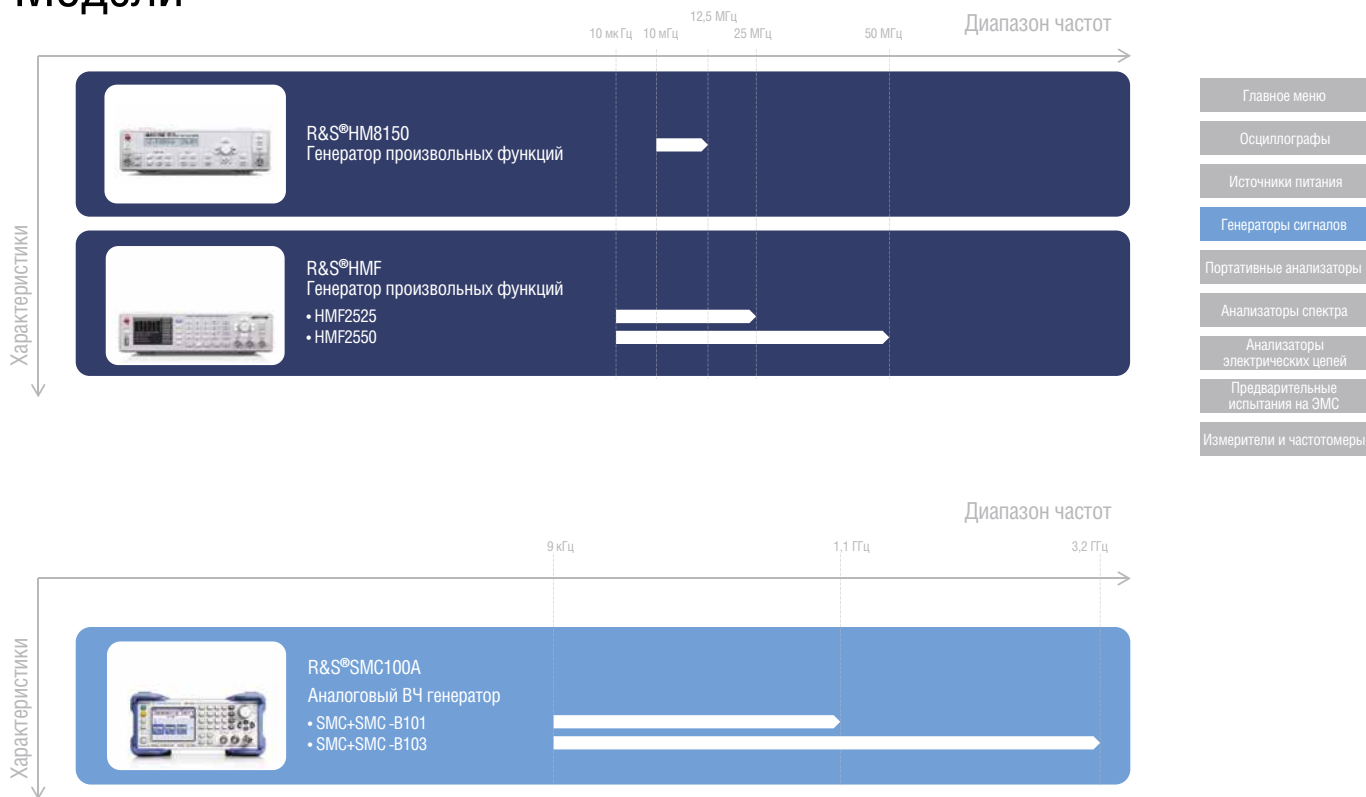 Модели
12,5 МГц
Диапазон частот
10 мк Гц 10 мГц 25 МГц 50 МГц
R&S®HM8150
Генератор произвольных функций
Характеристики
R&S®HMF
Генератор произвольных функций
• HMF2525
• HMF2550
Главное меню
Осциллографы
Источники питания
Генераторы сигналов
Портативные анализаторы
Анализаторы спектра
Анализаторы
электрических цепей
Предварительные
испытания на ЭМС
Измерители и частотомеры
Диапазон частот
9 кГц 1,1 ГГц 3,2 ГГц
Характеристики
R&S®SMC100A
Аналоговый ВЧ генератор
• SMC+SMC -B101
• SMC+SMC -B103